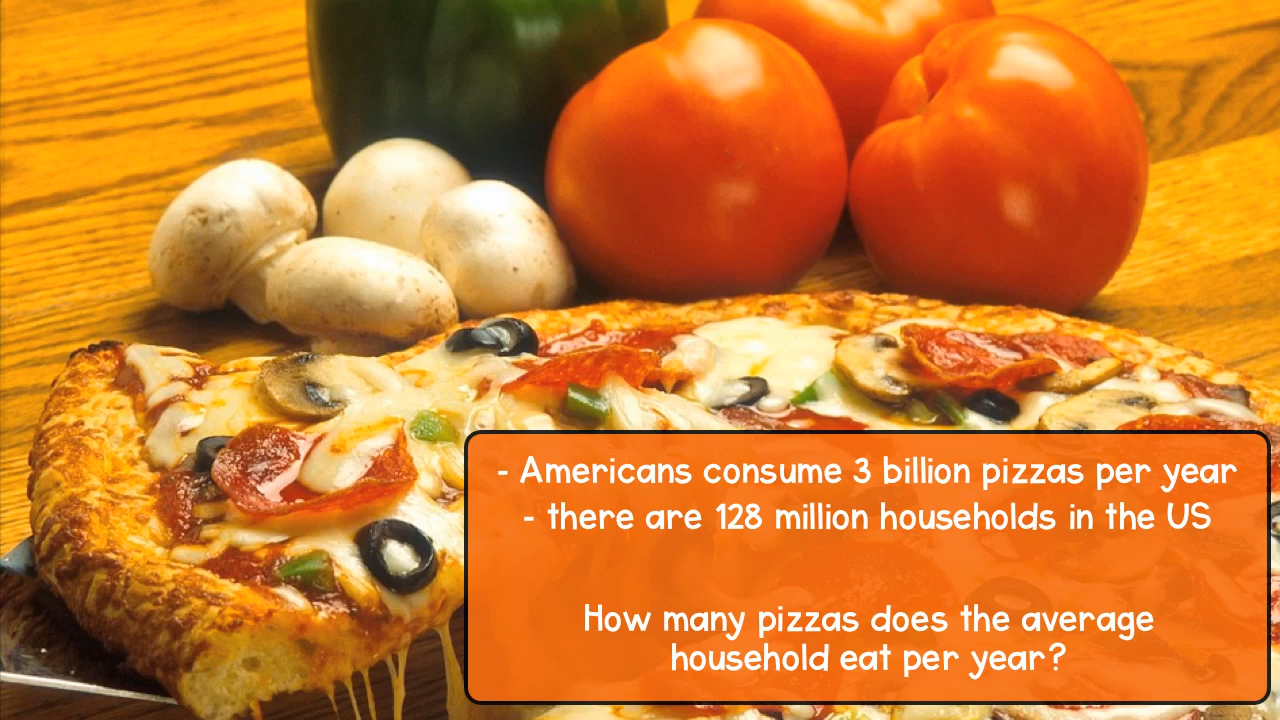 - Americans consume 3 billion pizzas per year
- there are 128 million households in the US
How many pizzas does the average
household eat per year?